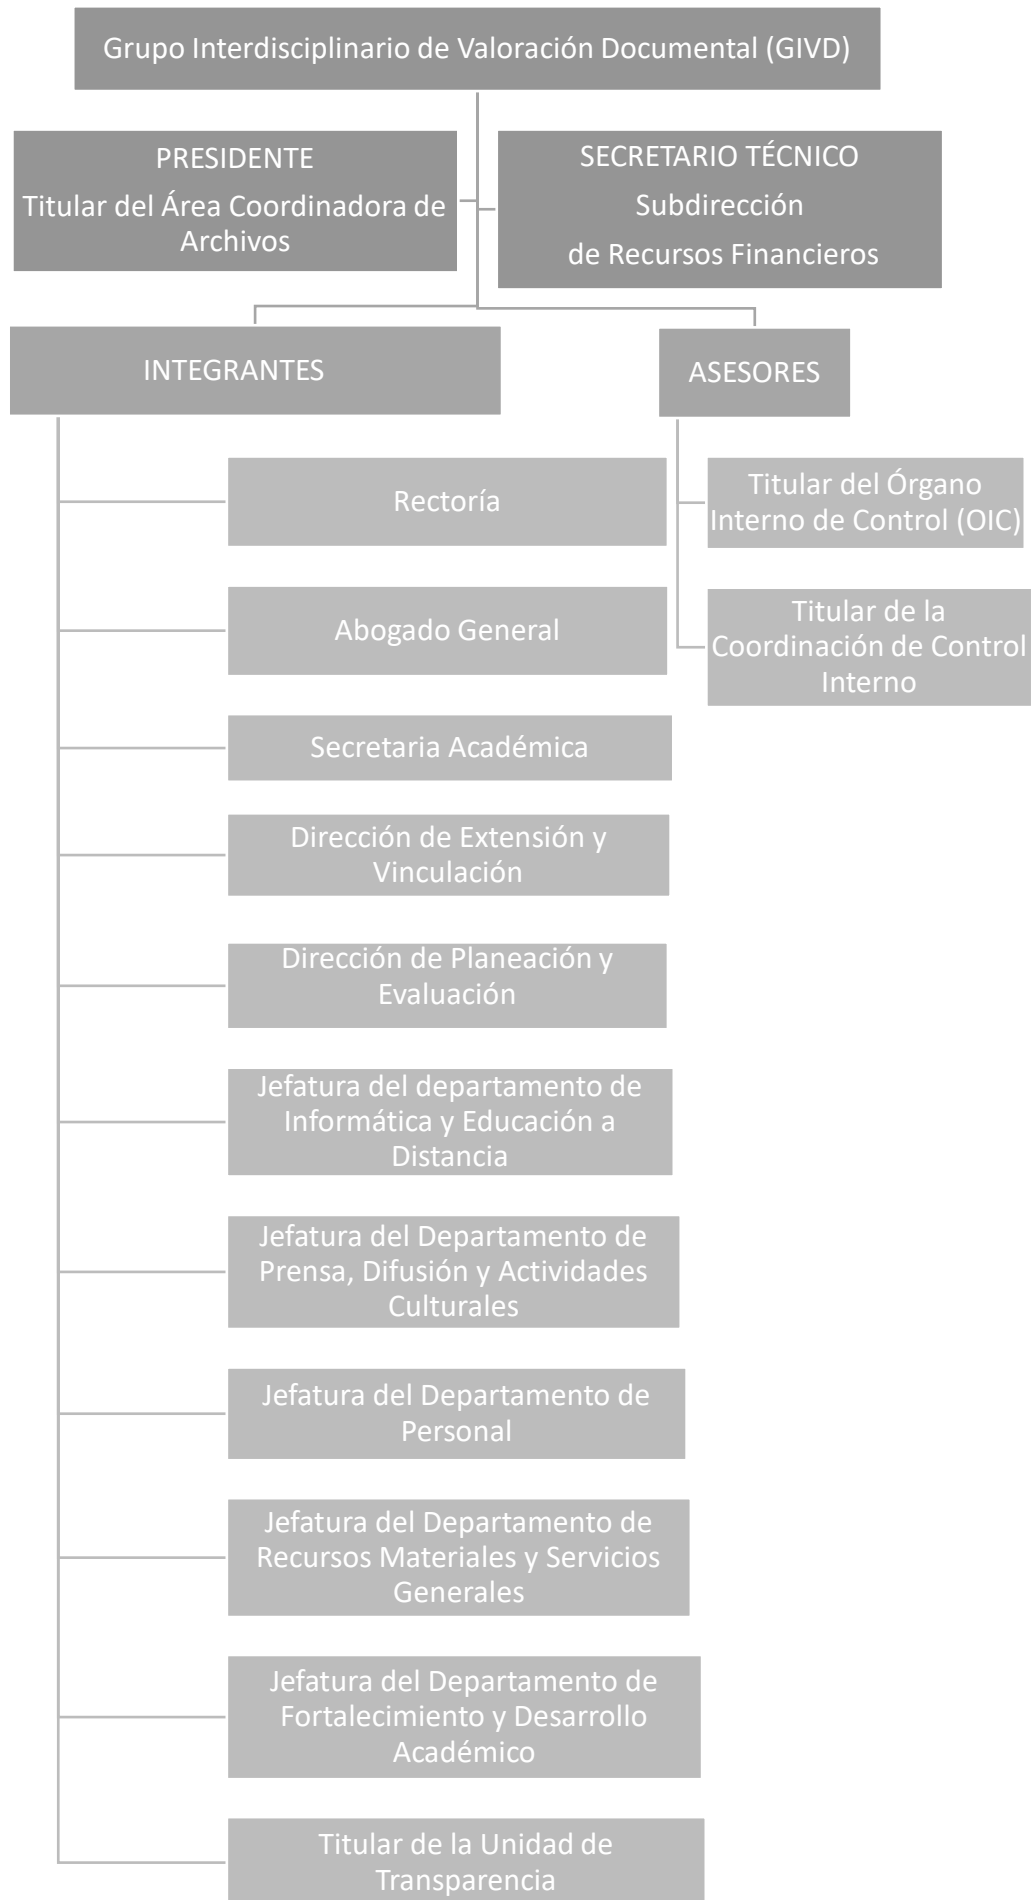 Grupo Interdisciplinario de Valoración Documental (GIVD)
PRESIDENTE
Titular del Área Coordinadora de
Archivos
SECRETARIO TÉCNICO
Subdirección
de Recursos Financieros
INTEGRANTES
Rectoría
Abogado General
Secretaria Académica
Dirección de Extensión y
Vinculación
Dirección de Planeación y
Evaluación
Jefatura del departamento de
Informática y Educación a
Distancia
Jefatura del Departamento de
Prensa, Difusión y Actividades
Culturales
Jefatura del Departamento de
Personal
Jefatura del Departamento de
Recursos Materiales y Servicios
Generales
Jefatura del Departamento de
Fortalecimiento y Desarrollo
Académico
Titular de la Unidad de
Transparencia
ASESORES
Titular del Órgano
Interno de Control (OIC)
Titular de la
Coordinación de Control
Interno